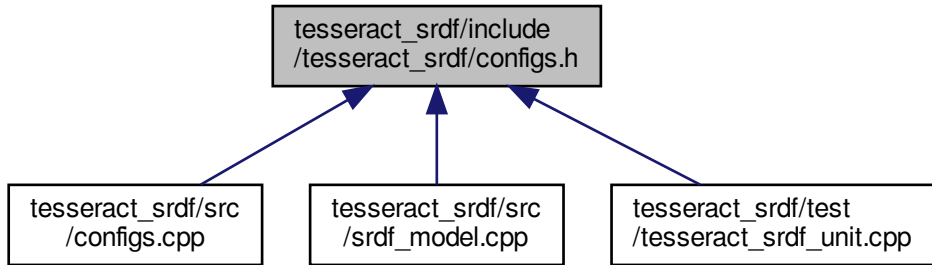 tesseract_srdf/include
/tesseract_srdf/configs.h
tesseract_srdf/src
/configs.cpp
tesseract_srdf/src
/srdf_model.cpp
tesseract_srdf/test
/tesseract_srdf_unit.cpp